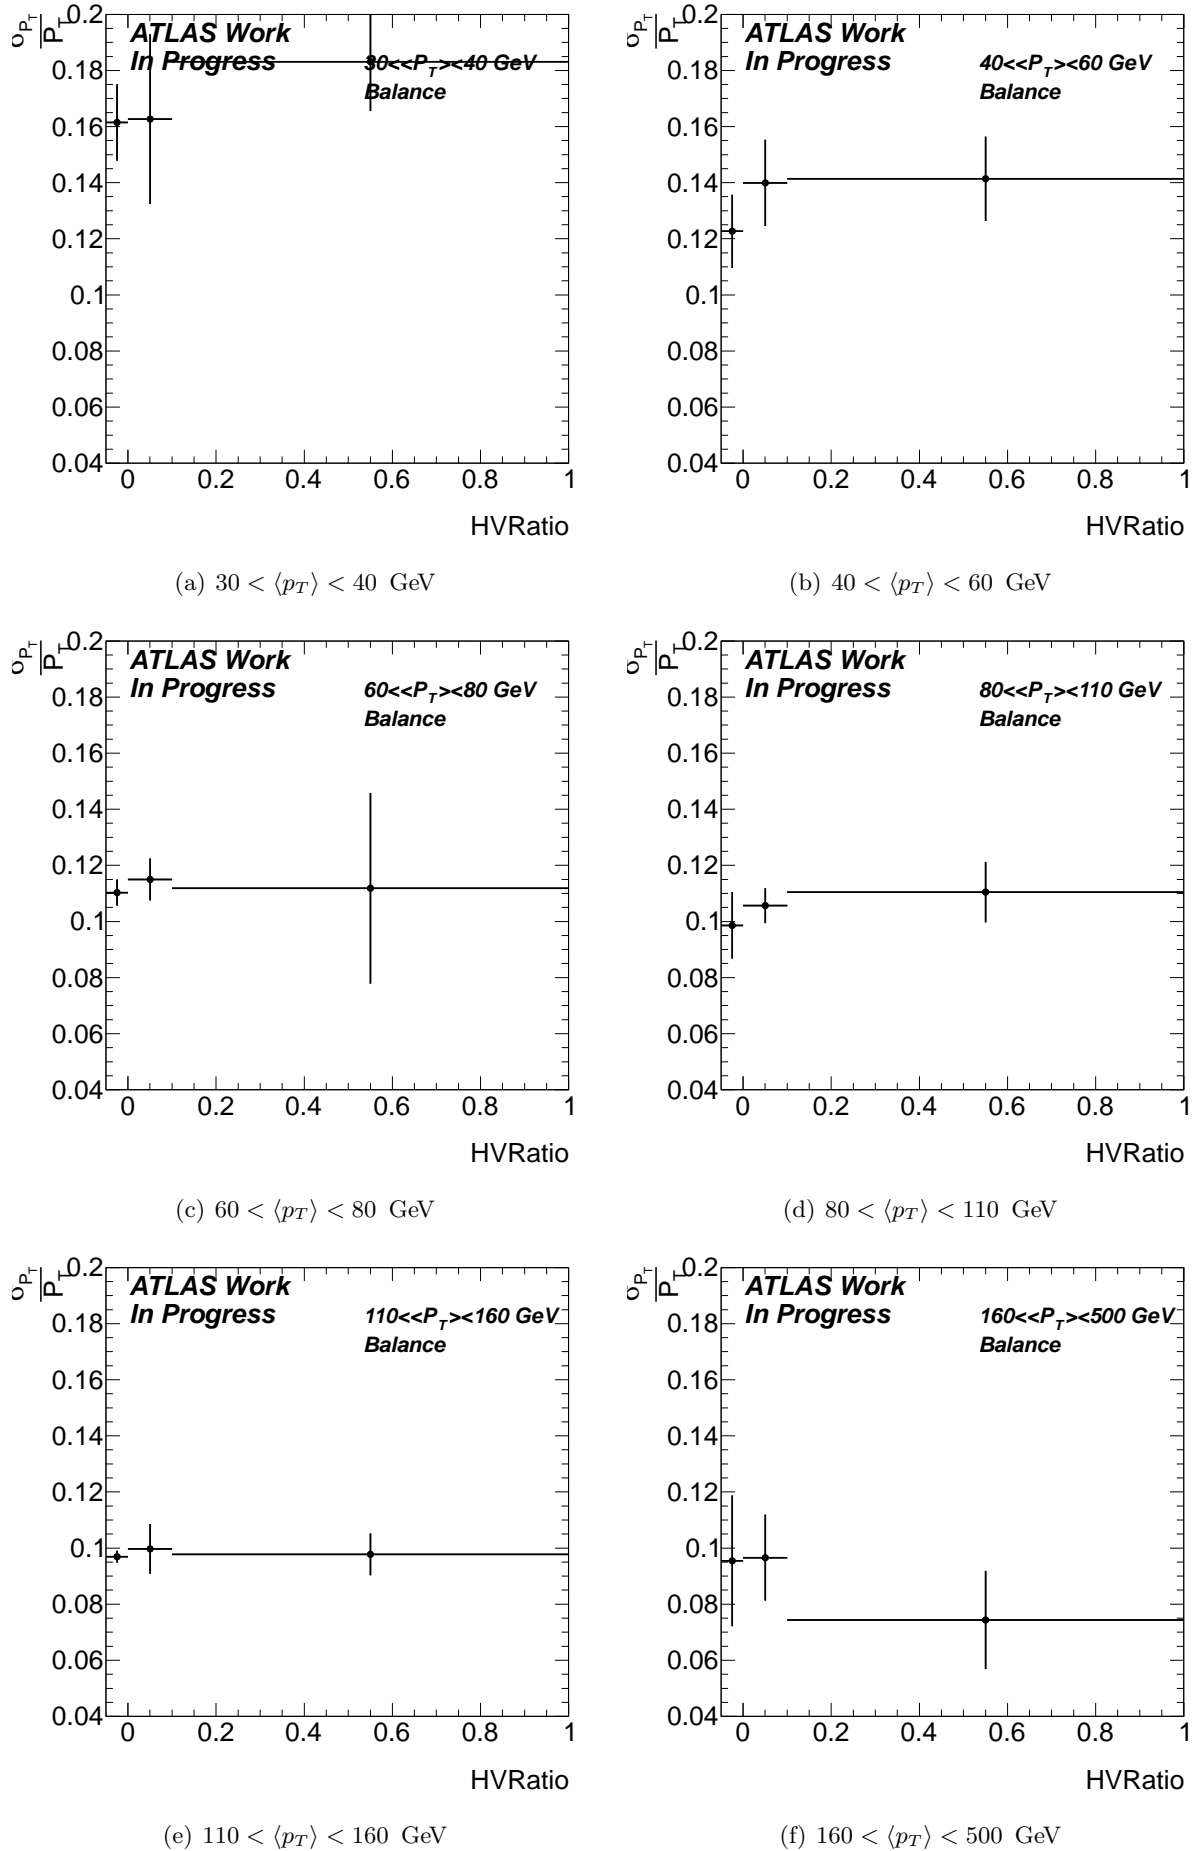 σ_{P_T} / P_T
0.2
0.18
0.16
0.14
0.12
0.1
0.08
0.06
0.04
ATLAS Work
In Progress
30<<P_T><40 GeV
Balance
0 0.2 0.4 0.6 0.8 1
HVRatio
(a) 30 < ⟨p_T⟩ < 40 GeV
σ_{P_T} / P_T
0.2
0.18
0.16
0.14
0.12
0.1
0.08
0.06
0.04
ATLAS Work
In Progress
40<<P_T><60 GeV
Balance
0 0.2 0.4 0.6 0.8 1
HVRatio
(b) 40 < ⟨p_T⟩ < 60 GeV
σ_{P_T} / P_T
0.2
0.18
0.16
0.14
0.12
0.1
0.08
0.06
0.04
ATLAS Work
In Progress
60<<P_T><80 GeV
Balance
0 0.2 0.4 0.6 0.8 1
HVRatio
(c) 60 < ⟨p_T⟩ < 80 GeV
σ_{P_T} / P_T
0.2
0.18
0.16
0.14
0.12
0.1
0.08
0.06
0.04
ATLAS Work
In Progress
80<<P_T><110 GeV
Balance
0 0.2 0.4 0.6 0.8 1
HVRatio
(d) 80 < ⟨p_T⟩ < 110 GeV
σ_{P_T} / P_T
0.2
0.18
0.16
0.14
0.12
0.1
0.08
0.06
0.04
ATLAS Work
In Progress
110<<P_T><160 GeV
Balance
0 0.2 0.4 0.6 0.8 1
HVRatio
(e) 110 < ⟨p_T⟩ < 160 GeV
σ_{P_T} / P_T
0.2
0.18
0.16
0.14
0.12
0.1
0.08
0.06
0.04
ATLAS Work
In Progress
160<<P_T><500 GeV
Balance
0 0.2 0.4 0.6 0.8 1
HVRatio
(f) 160 < ⟨p_T⟩ < 500 GeV